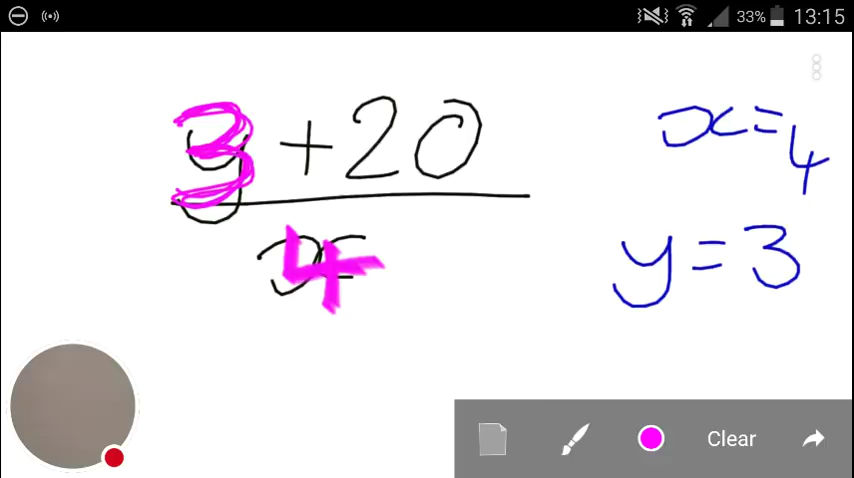 33% 13:15
3 + 20
4
x = 4
y = 3
Clear